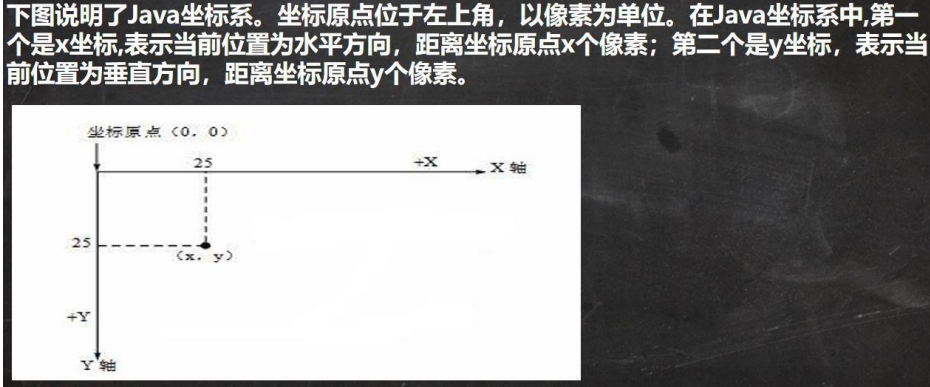 下图说明了Java坐标系。坐标原点位于左上角，以像素为单位。在Java坐标系中,第一
个是x坐标,表示当前位置为水平方向，距离坐标原点x个像素；第二个是y坐标，表示当
前位置为垂直方向，距离坐标原点y个像素。
坐标原点（0，0）
25
+X
X 轴
25
（x，y）
+Y
Y 轴